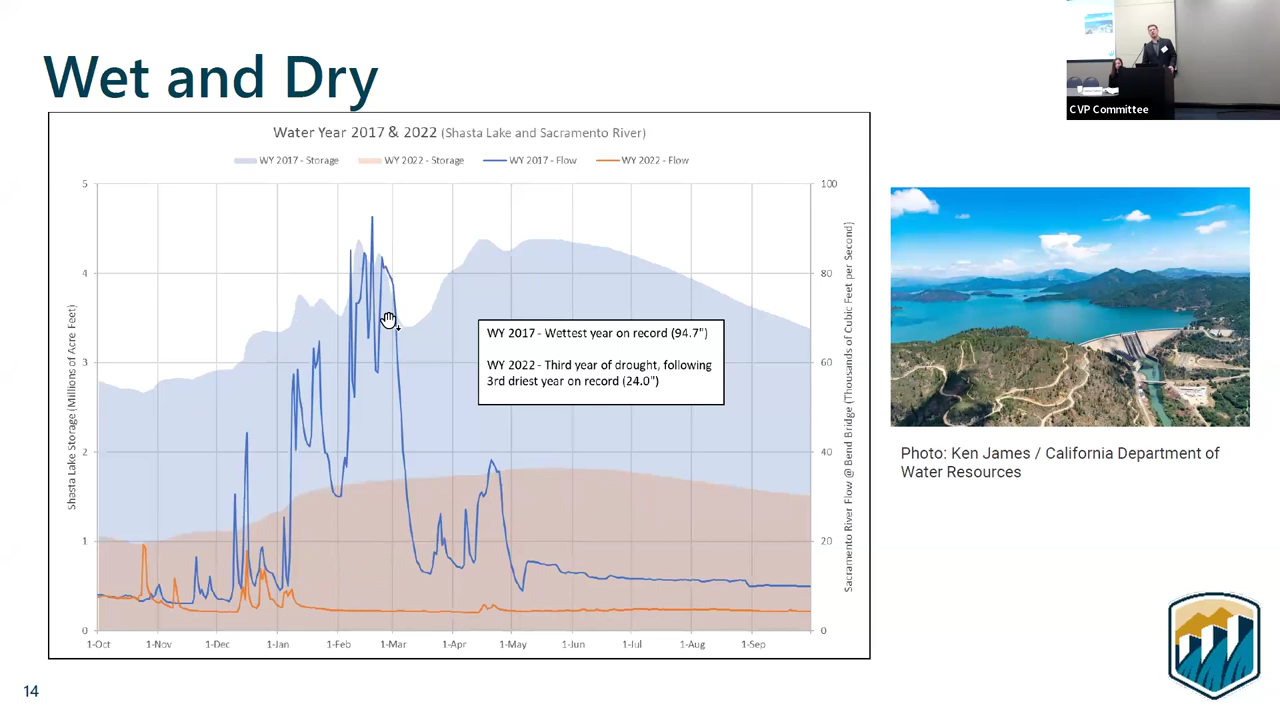 Wet and Dry
CVP Committee
Water Year 2017 & 2022 (Shasta Lake and Sacramento River)
WY 2017 - Storage
WY 2022 - Storage
WY 2017 - Flow
WY 2022 - Flow
5
4
3
2
1
0
Shasta Lake Storage (Millions of Acre Feet)
100
80
60
40
20
0
Sacramento River Flow @ Bend Bridge (Thousands of Cubic Feet per Second)
1-Oct
1-Nov
1-Dec
1-Jan
1-Feb
1-Mar
1-Apr
1-May
1-Jun
1-Jul
1-Aug
1-Sep
WY 2017 - Wettest year on record (94.7")
WY 2022 - Third year of drought, following
3rd driest year on record (24.0")
Photo: Ken James / California Department of
Water Resources
14